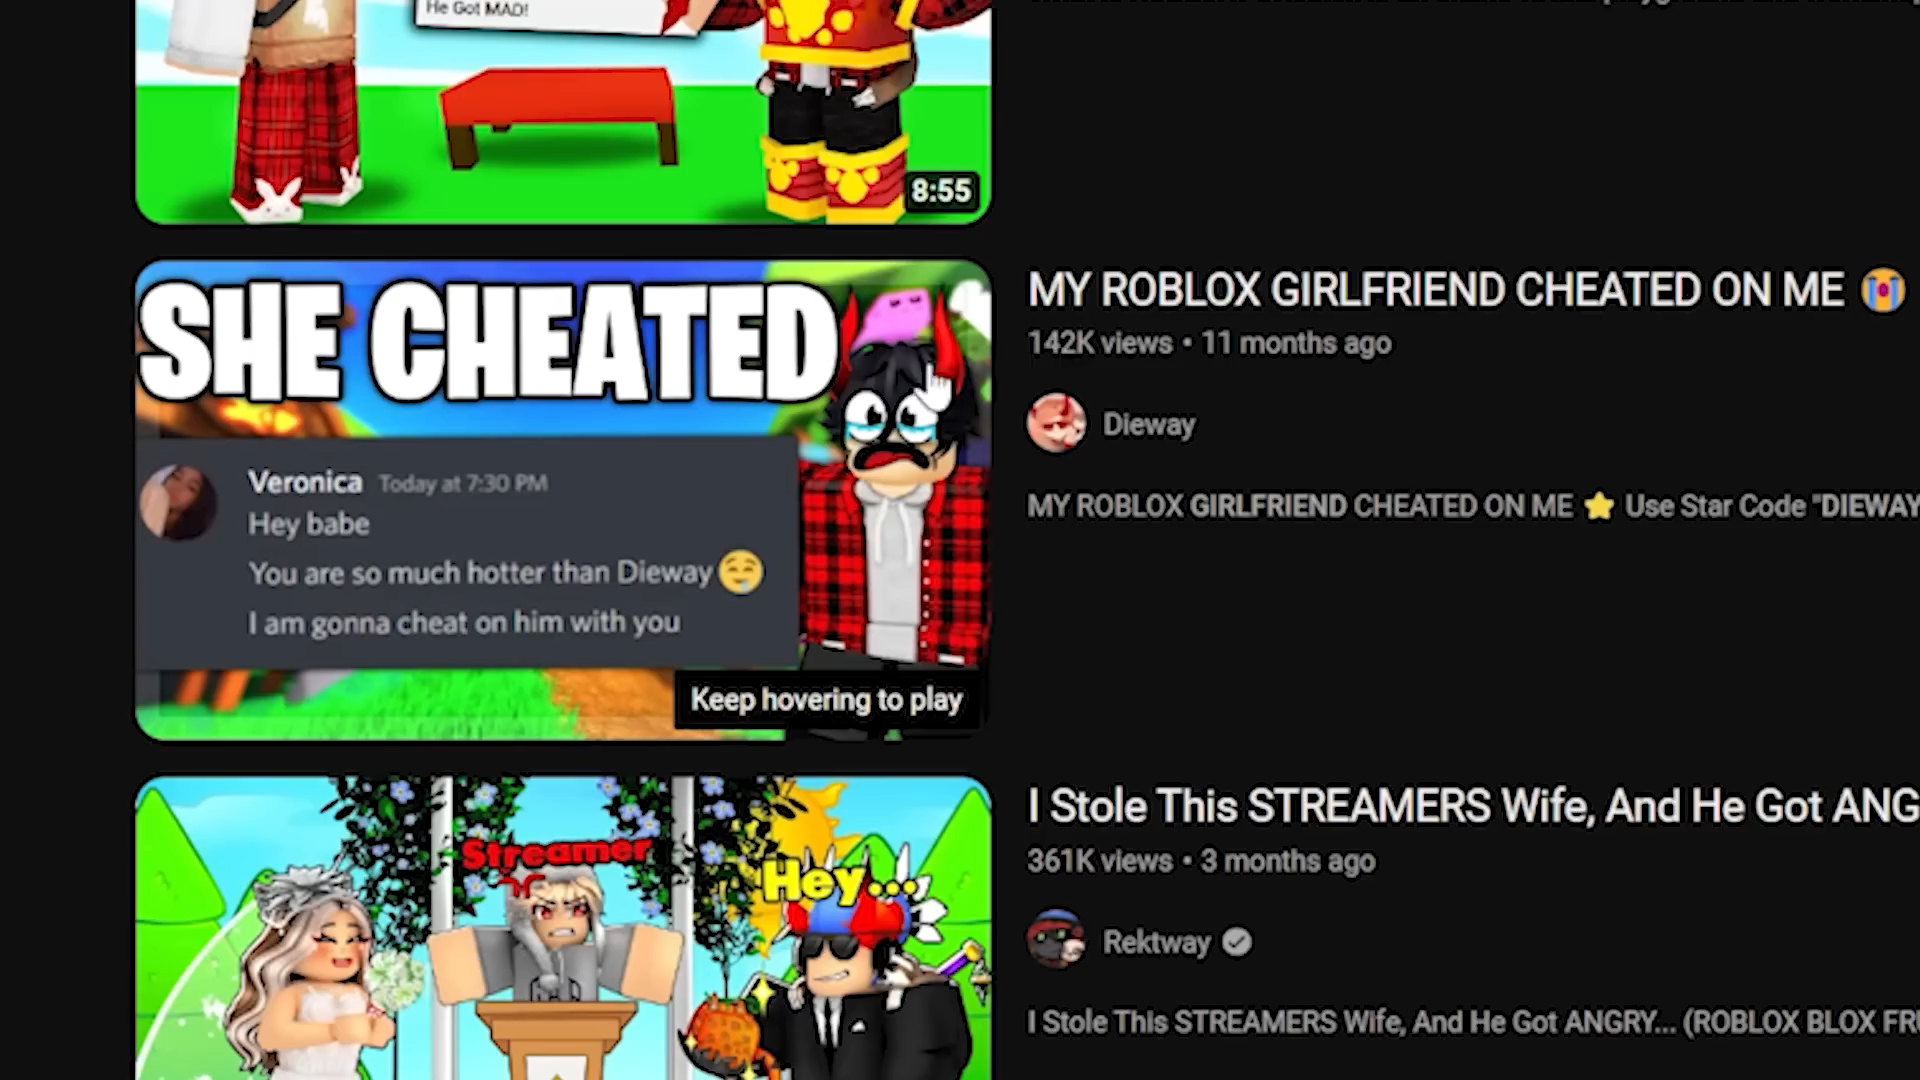 He Got MAD!
8:55
SHE CHEATED
Veronica Today at 7:30 PM
Hey babe
You are so much hotter than Dieway🤤
I am gonna cheat on him with you
Keep hovering to play
MY ROBLOX GIRLFRIEND CHEATED ON ME 😭
142K views • 11 months ago
Dieway
MY ROBLOX GIRLFRIEND CHEATED ON ME ⭐ Use Star Code "DIEWAY
Streamer
Hey...
I Stole This STREAMERS Wife, And He Got ANG
361K views • 3 months ago
Rektway
I Stole This STREAMERS Wife, And He Got ANGRY... (ROBLOX BLOX FRU